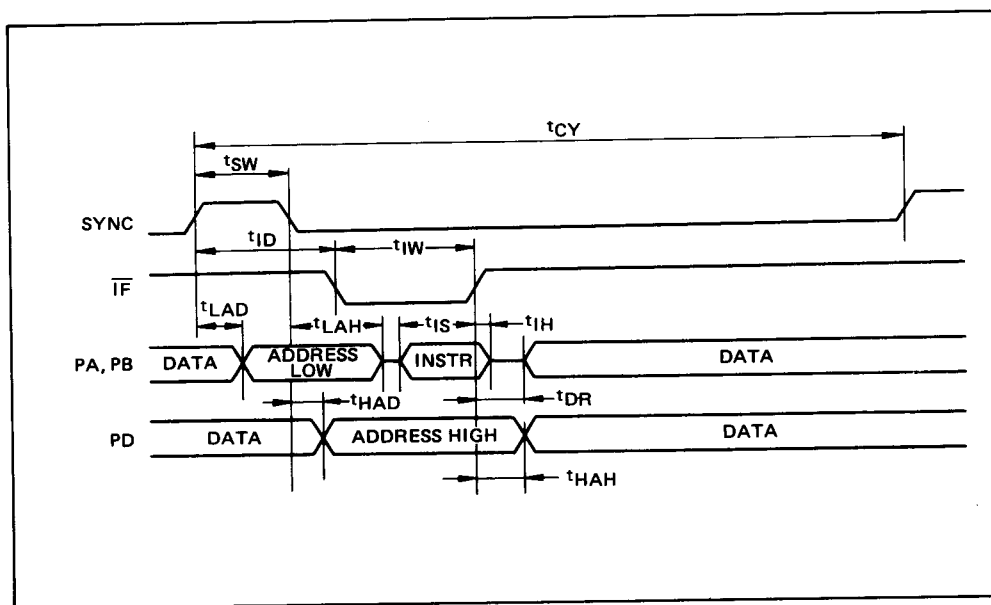 tCY
tSW
SYNC
tID
tIW
IF
tLAD
tLAH
tIS
tIH
PA, PB
DATA
ADDRESS
LOW
INSTR
DATA
tHAD
tDR
PD
DATA
ADDRESS HIGH
DATA
tHAH